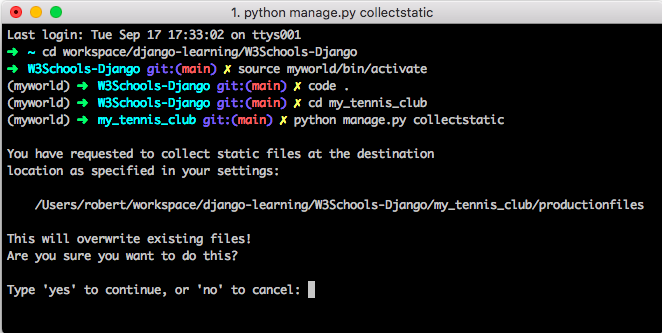 1. python manage.py collectstatic
Last login: Tue Sep 17 17:33:02 on ttys001
➜ ~ cd workspace/django-learning/W3Schools-Django
➜ W3Schools-Django git:(main) ✗ source myworld/bin/activate
(myworld) ➜ W3Schools-Django git:(main) ✗ code .
(myworld) ➜ W3Schools-Django git:(main) ✗ cd my_tennis_club
(myworld) ➜ my_tennis_club git:(main) ✗ python manage.py collectstatic
You have requested to collect static files at the destination
location as specified in your settings:
/Users/robert/workspace/django-learning/W3Schools-Django/my_tennis_club/productionfiles
This will overwrite existing files!
Are you sure you want to do this?
Type 'yes' to continue, or 'no' to cancel: